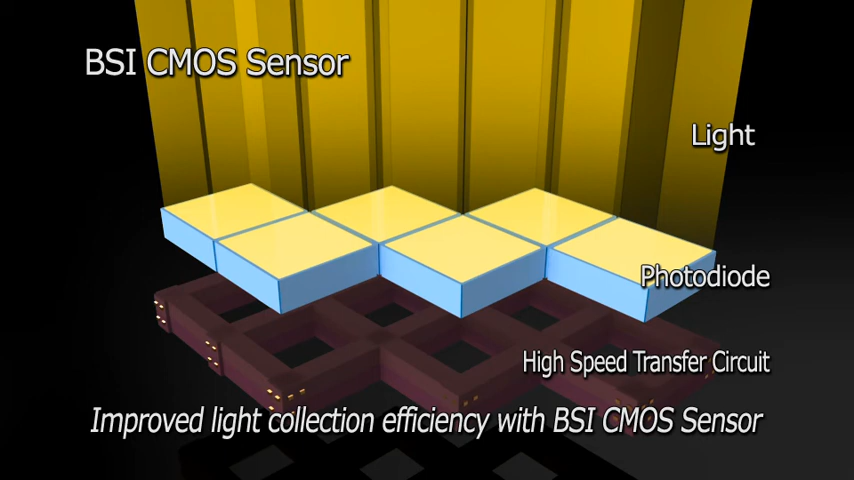 BSI CMOS Sensor
Light
Photodiode
High Speed Transfer Circuit
Improved light collection efficiency with BSI CMOS Sensor